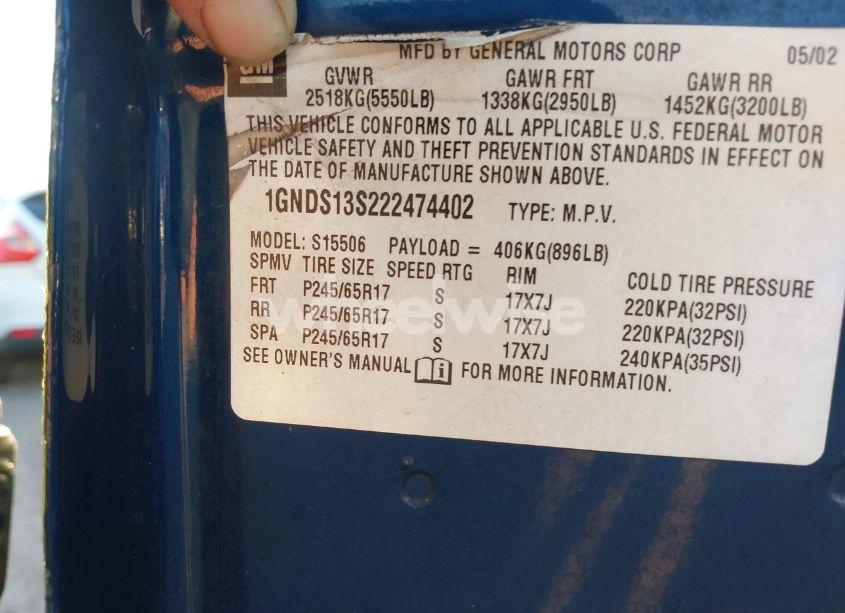 GM
MFD BY GENERAL MOTORS CORP 05/02
GVWR GAWR FRT GAWR RR
2518KG(5550LB) 1338KG(2950LB) 1452KG(3200LB)
THIS VEHICLE CONFORMS TO ALL APPLICABLE U.S. FEDERAL MOTOR
VEHICLE SAFETY AND THEFT PREVENTION STANDARDS IN EFFECT ON
THE DATE OF MANUFACTURE SHOWN ABOVE.
1GNDS13S222474402 TYPE: M.P.V.
MODEL: S15506 PAYLOAD = 406KG(896LB)
SPMV TIRE SIZE SPEED RTG RIM COLD TIRE PRESSURE
FRT P245/65R17 S 17X7J 220KPA(32PSI)
RR P245/65R17 S 17X7J 220KPA(32PSI)
SPA P245/65R17 S 17X7J 240KPA(35PSI)
SEE OWNER'S MANUAL i FOR MORE INFORMATION.